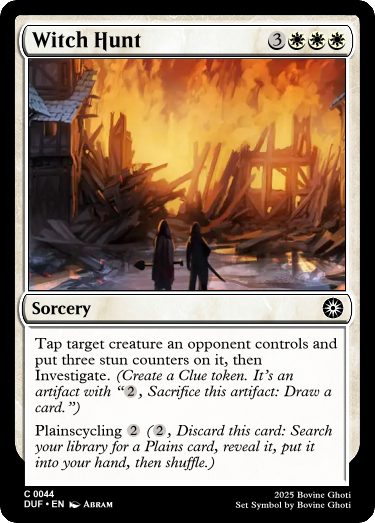 Witch Hunt 3
Sorcery
Tap target creature an opponent controls and
put three stun counters on it, then
Investigate. (Create a Clue token. It's an
artifact with "2, Sacrifice this artifact: Draw a
card.")
Plainscycling 2 (2, Discard this card: Search
your library for a Plains card, reveal it, put it
into your hand, then shuffle.)
C 0044
DUF • EN Abram
2025 Bovine Ghoti
Set Symbol by Bovine Ghoti